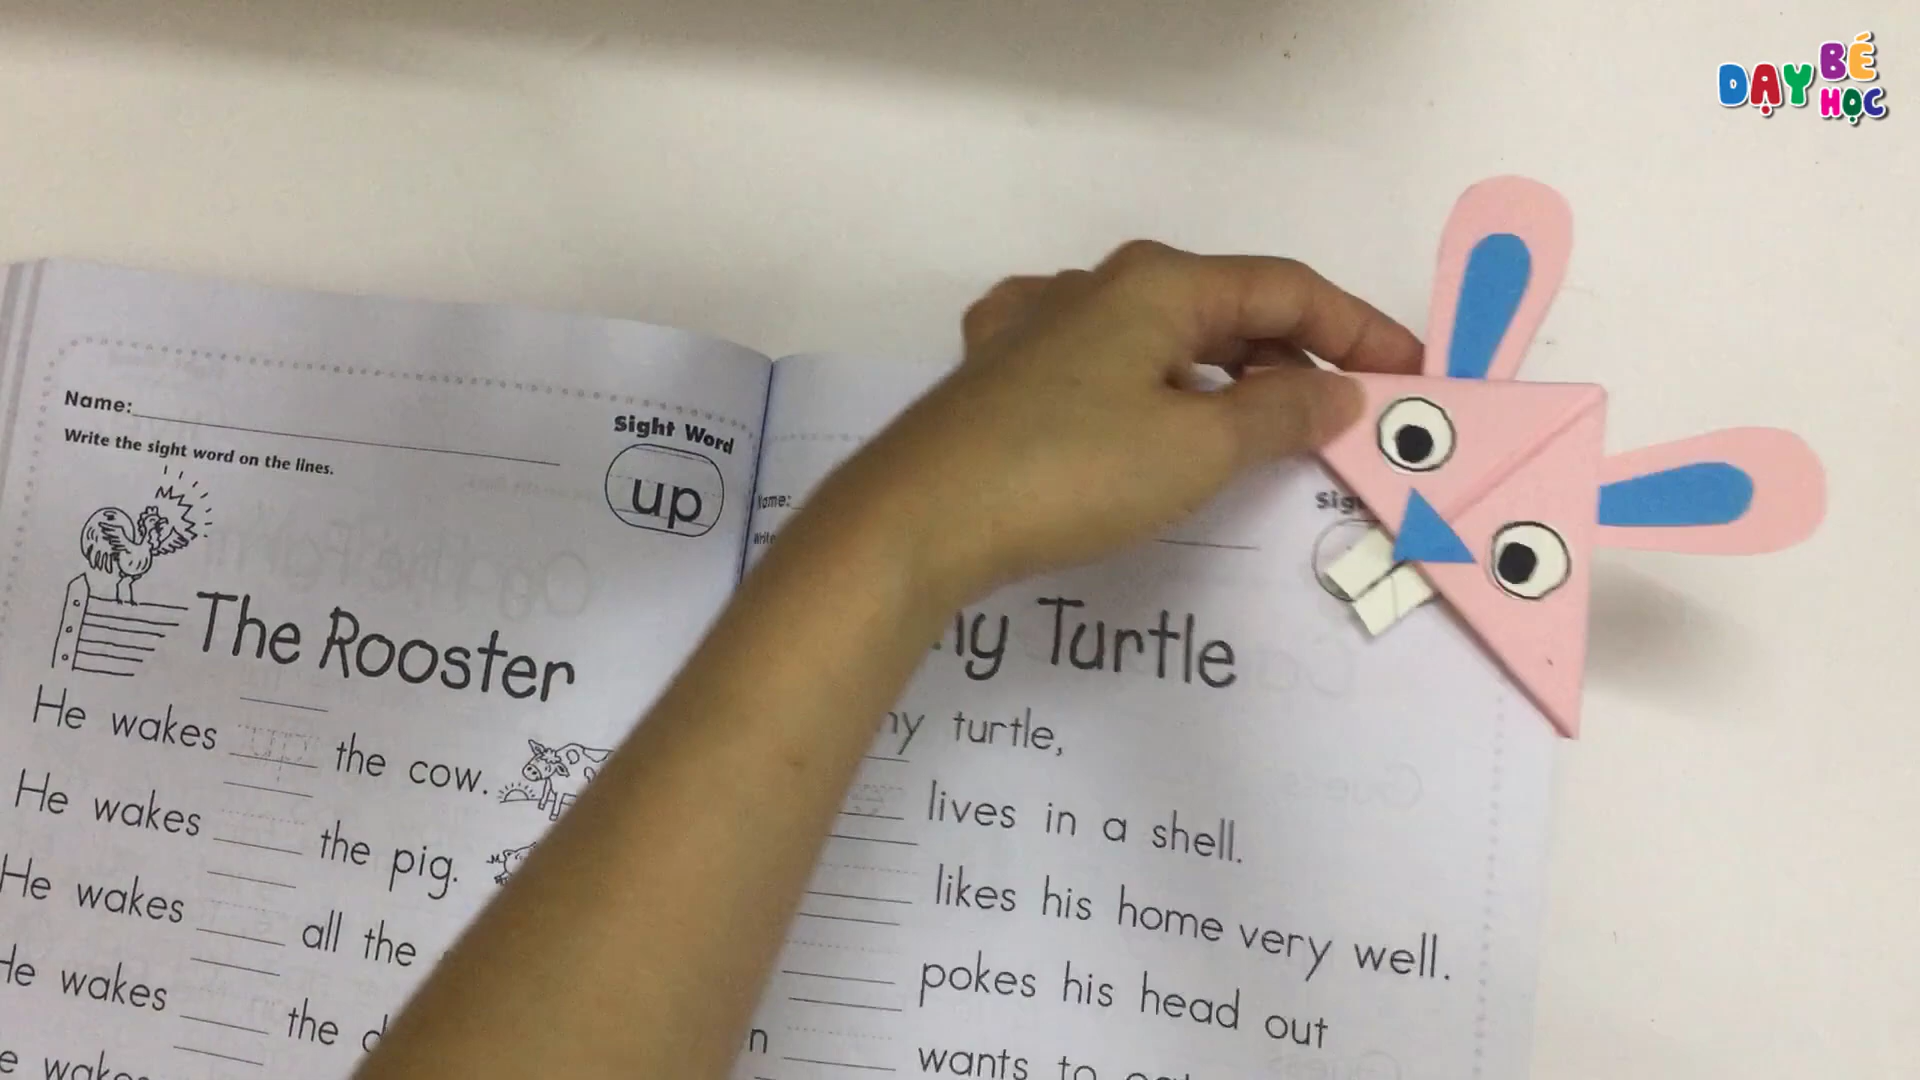 DẠY BÉ HỌC
Name:
Write the sight word on the lines.
Sight Word
up
The Rooster
He wakes up the cow.
He wakes the pig.
He wakes all the
He wakes the
wakes
Name:
Turtle
turtle,
lives in a shell.
likes his home very well.
pokes his head out
wants to